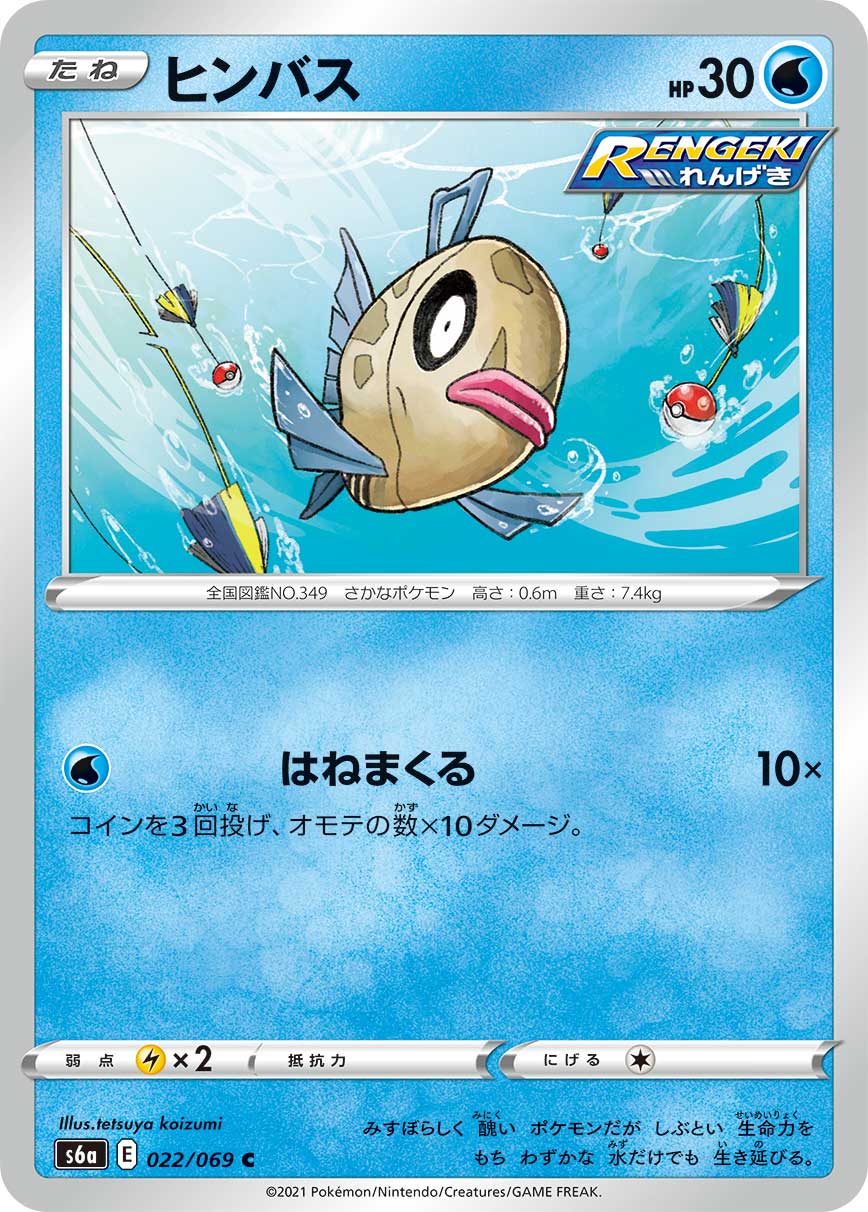 たね ヒンバス HP30
RENGEKI
れんげき
全国図鑑NO.349 さかなポケモン 高さ：0.6m 重さ：7.4kg
はねまくる 10×
コインを3回投げ、オモテの数×10ダメージ。
弱点 ×2 抵抗力 にげる
Illus.tetsuya koizumi
みすぼらしく 醜い ポケモンだが しぶとい 生命力を
もち わずかな 水だけでも 生き延びる。
s6a E 022/069 C
©2021 Pokémon/Nintendo/Creatures/GAME FREAK.